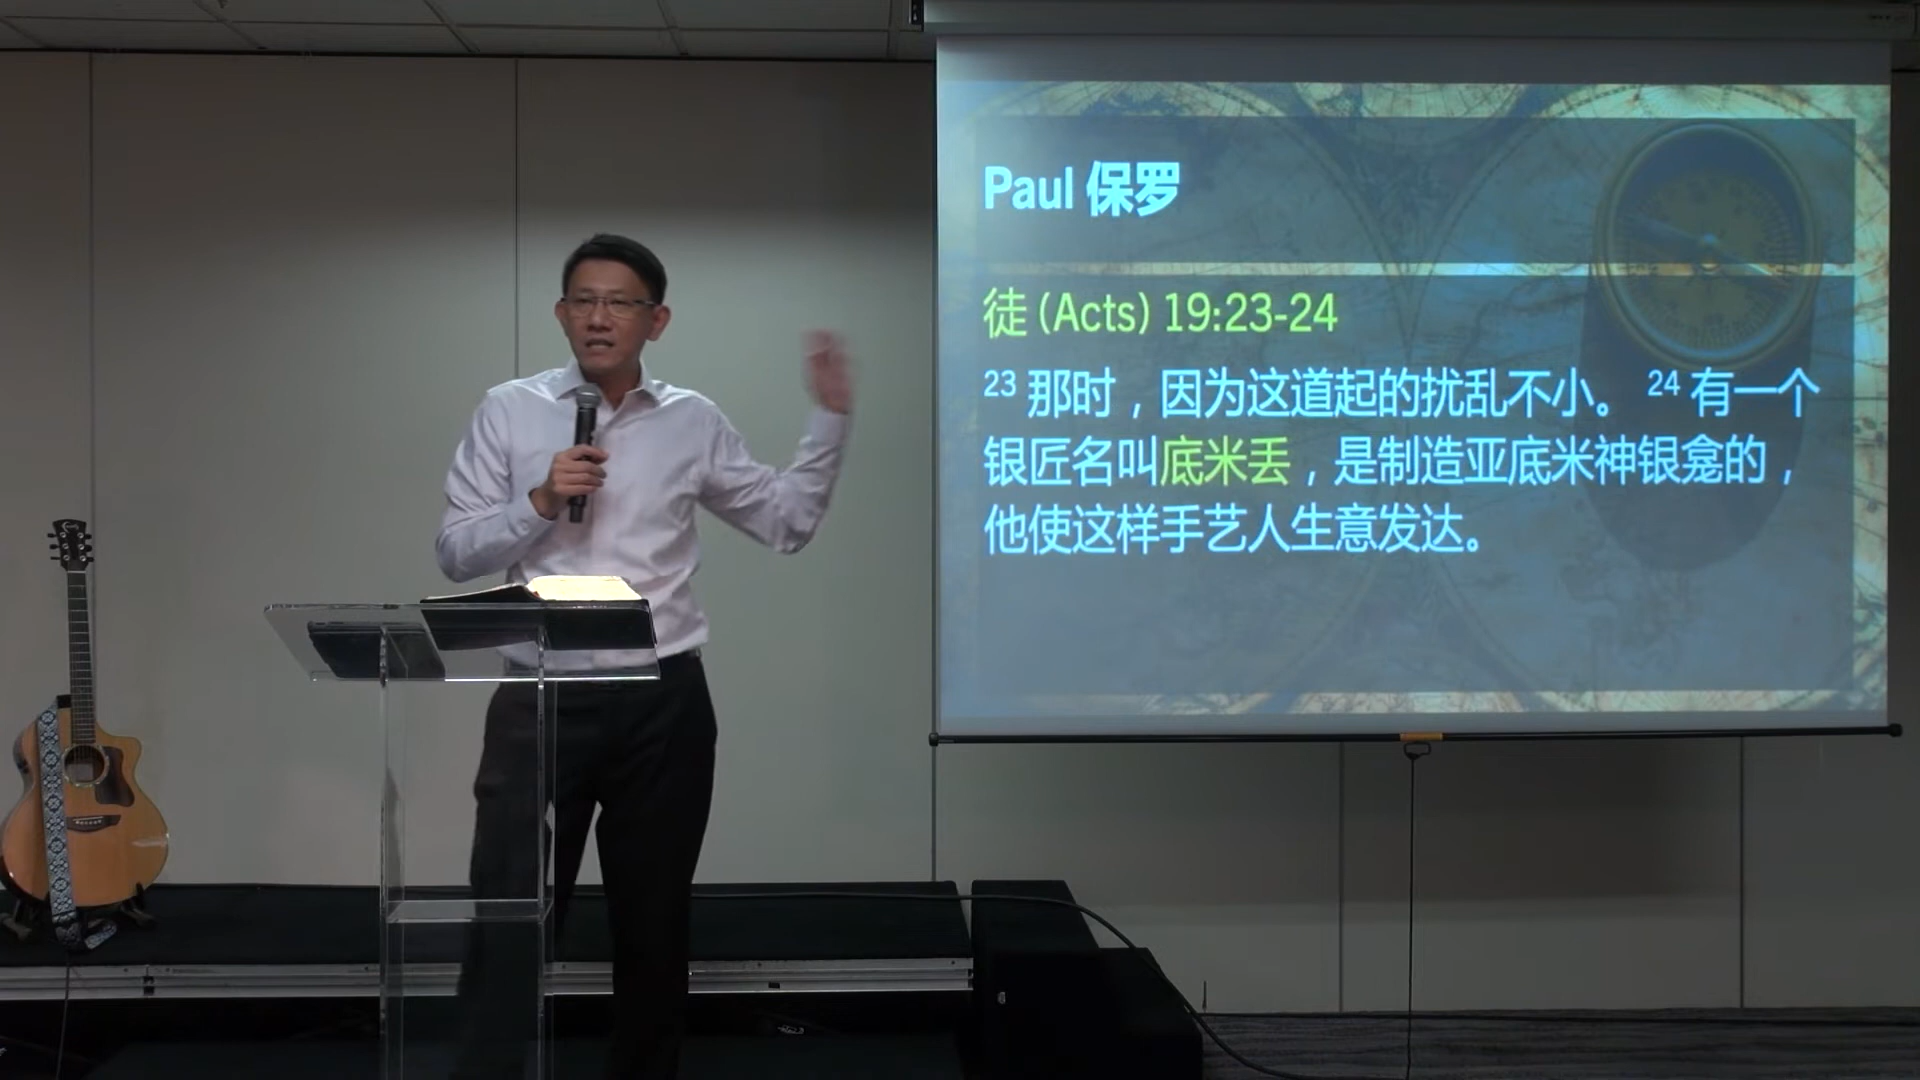 Paul 保罗
徒 (Acts) 19:23-24
23 那时，因为这道起的扰乱不小。 24 有一个
银匠名叫底米丢，是制造亚底米神银龛的，
他使这样手艺人生意发达。